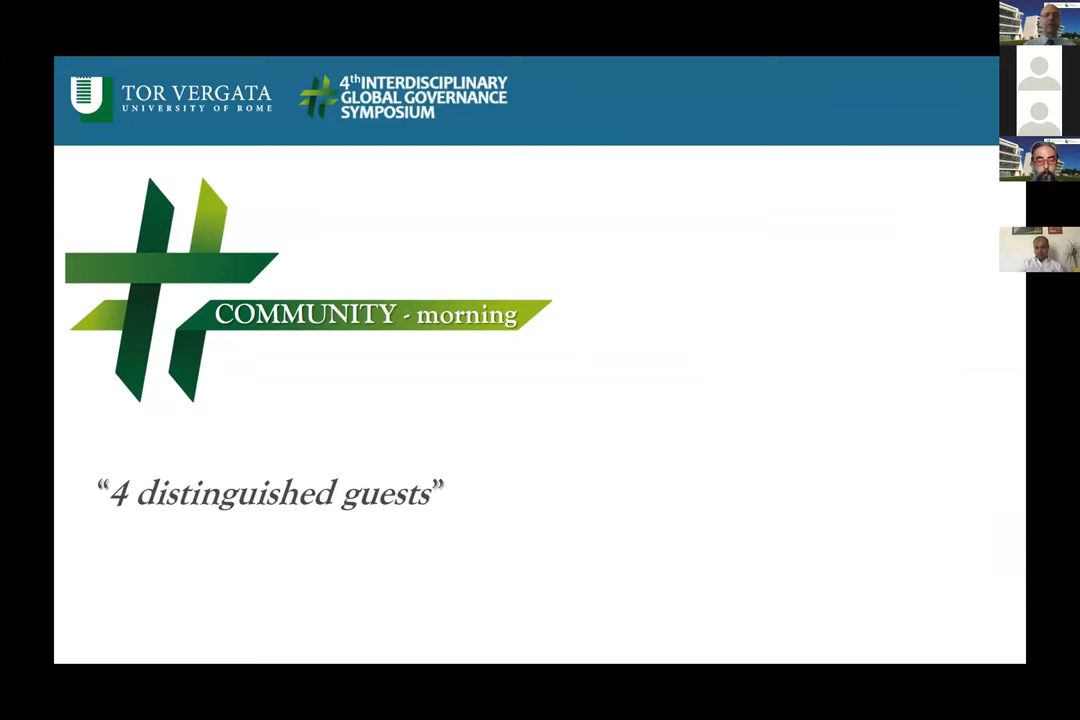 TOR VERGATA
UNIVERSITY OF ROME
4th INTERDISCIPLINARY
GLOBAL GOVERNANCE
SYMPOSIUM
COMMUNITY - morning
“4 distinguished guests”